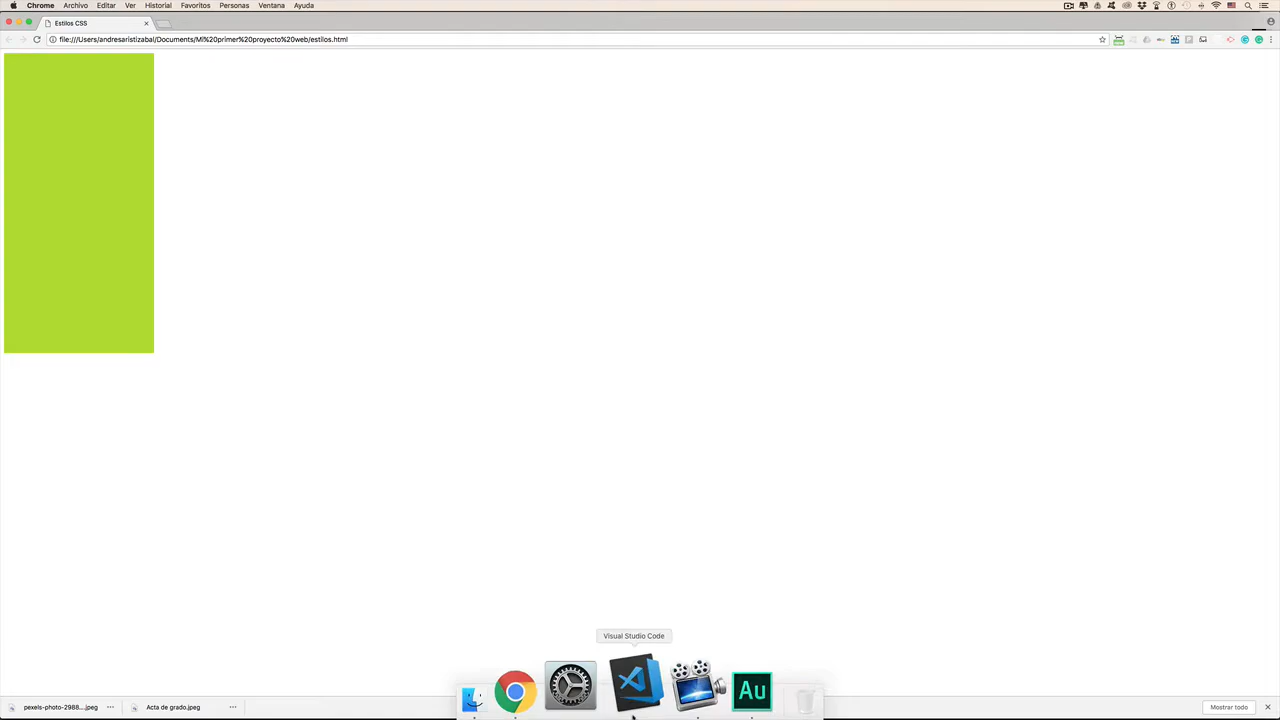 Chrome Archivo Editar Ver Historial Favoritos Personas Ventana Ayuda
Estilos CSS
file:///Users/andresaristizabal/Documents/Mi%20primer%20proyecto%20web/estilos.html
Visual Studio Code
Au
pexels-photo-2988....jpeg
Acta de grado.jpeg
Mostrar todo